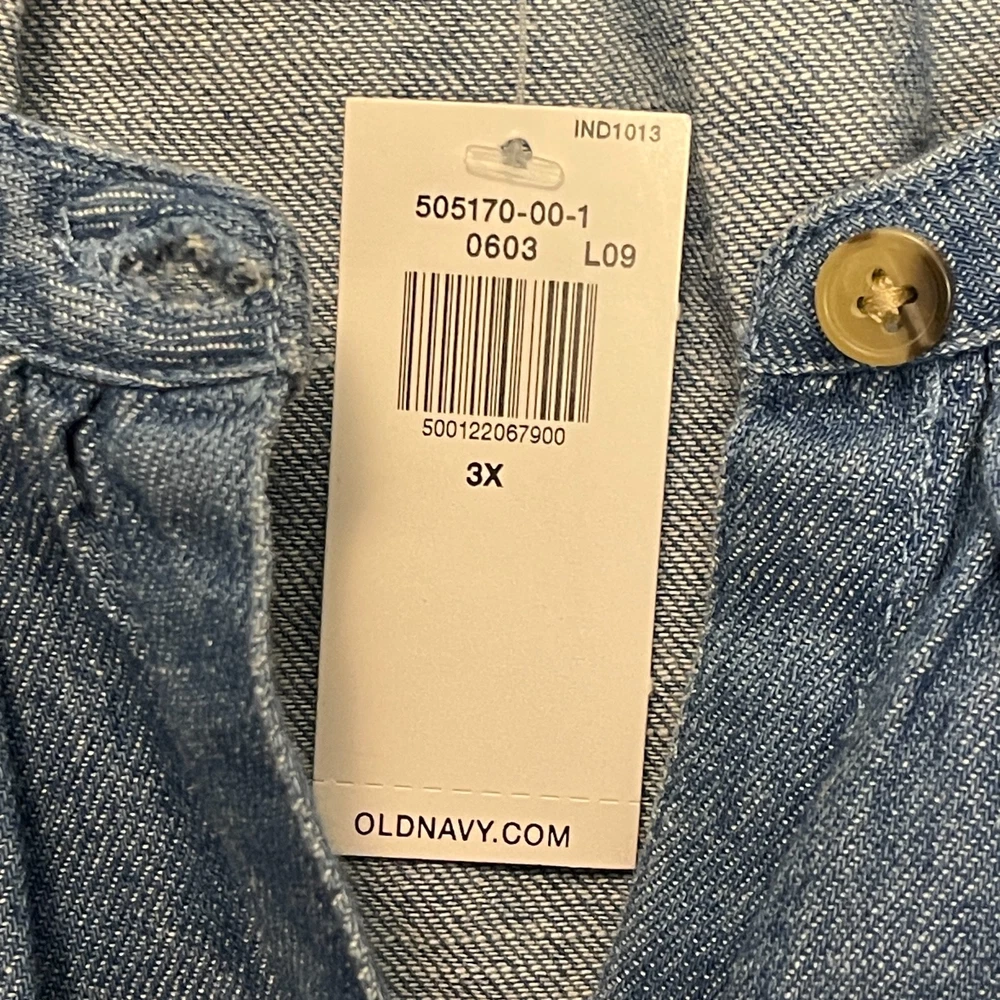 IND1013
505170-00-1
0603 L09
500122067900
3X
OLDNAVY.COM